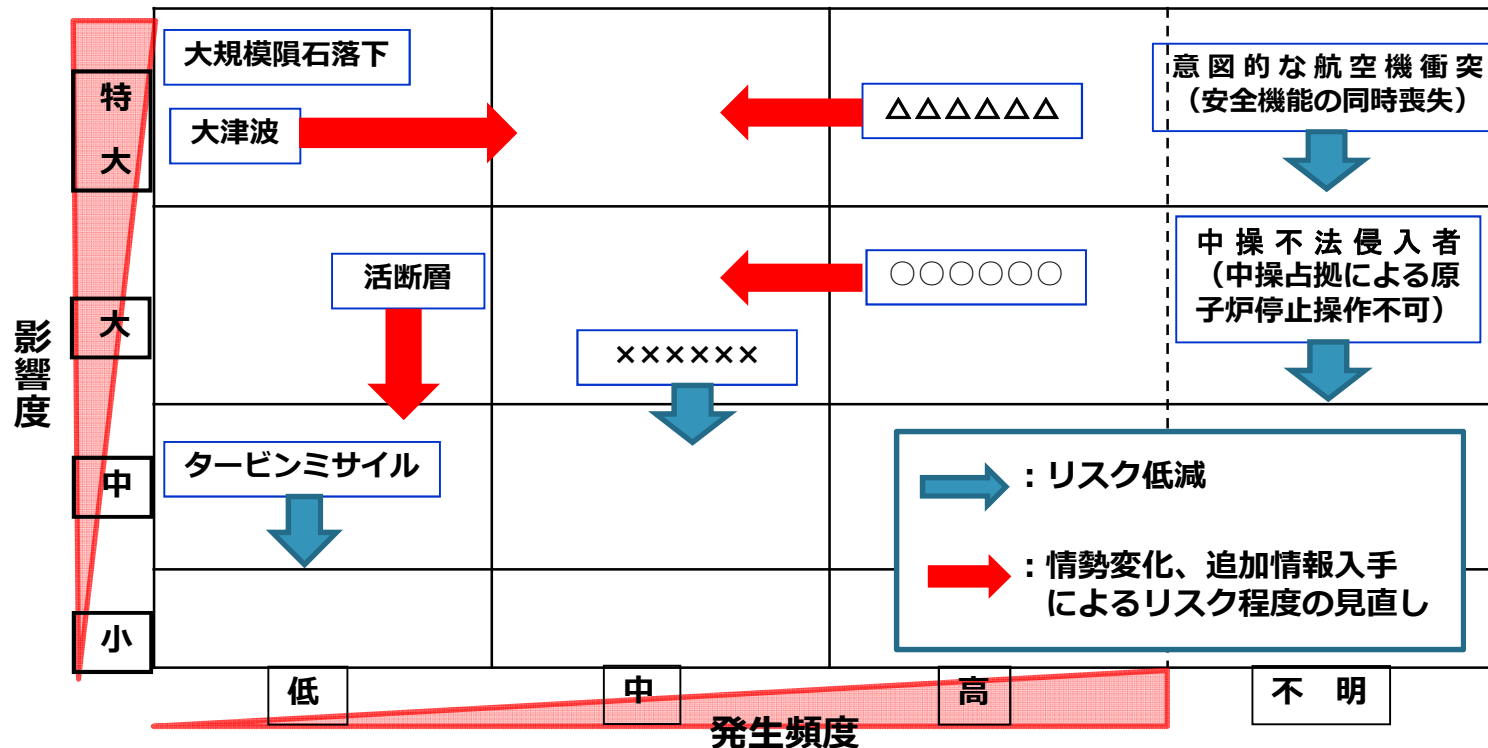 大規模隕石落下
大津波
△△△△△△
意図的な航空機衝突
（安全機能の同時喪失）
特
大
活断層
○○○○○○
中操不法侵入者
（中操占拠による原
子炉停止操作不可）
××××××
大
影響度
タービンミサイル
中
：リスク低減
：情勢変化、追加情報入手
によるリスク程度の見直し
小
低
中
高
不 明
発生頻度